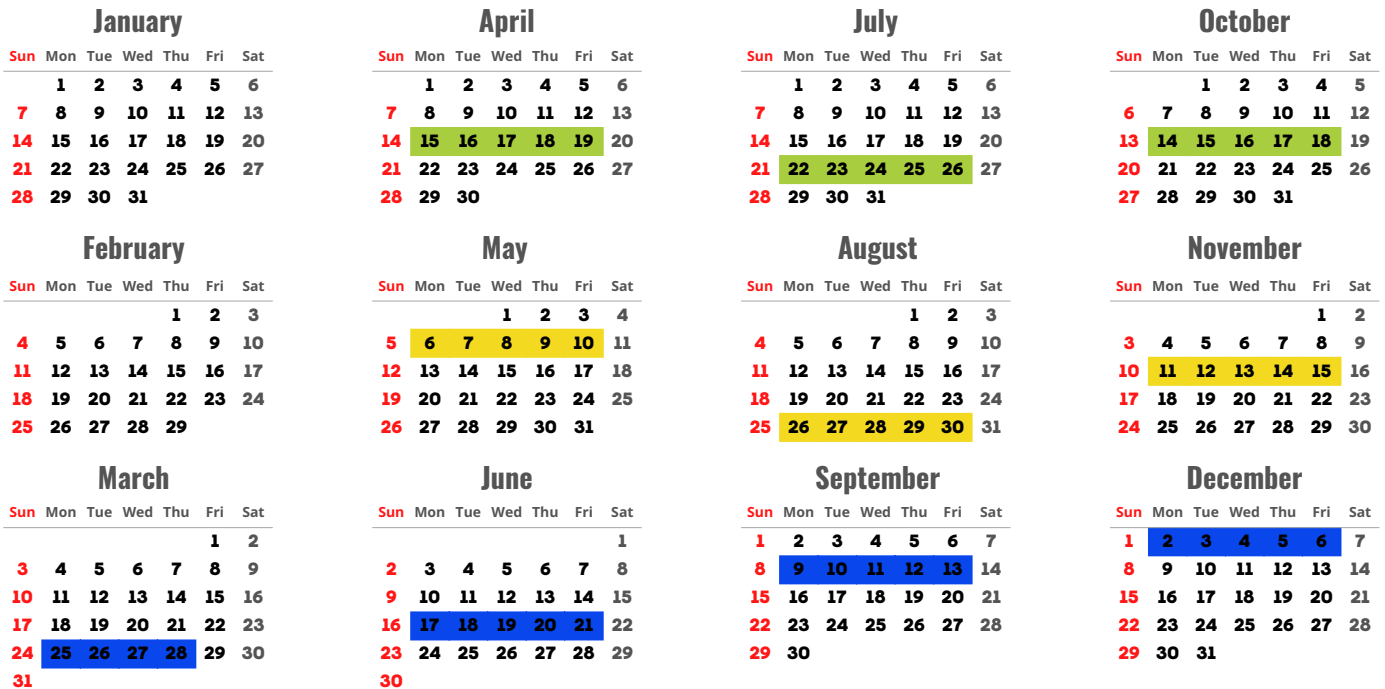 January April July October
Sun Mon Tue Wed Thu Fri Sat Sun Mon Tue Wed Thu Fri Sat Sun Mon Tue Wed Thu Fri Sat Sun Mon Tue Wed Thu Fri Sat
1 2 3 4 5 6 1 2 3 4 5 6 1 2 3 4 5 6 1 2 3 4 5
7 8 9 10 11 12 13 7 8 9 10 11 12 13 7 8 9 10 11 12 13 6 7 8 9 10 11 12
14 15 16 17 18 19 20 14 15 16 17 18 19 20 14 15 16 17 18 19 20 13 14 15 16 17 18 19
21 22 23 24 25 26 27 21 22 23 24 25 26 27 21 22 23 24 25 26 27 20 21 22 23 24 25 26
28 29 30 31 28 29 30 28 29 30 31 27 28 29 30 31
February May August November
Sun Mon Tue Wed Thu Fri Sat Sun Mon Tue Wed Thu Fri Sat Sun Mon Tue Wed Thu Fri Sat Sun Mon Tue Wed Thu Fri Sat
1 2 3 1 2 3 4 1 2 3 1 2
4 5 6 7 8 9 10 5 6 7 8 9 10 11 4 5 6 7 8 9 10 3 4 5 6 7 8 9
11 12 13 14 15 16 17 12 13 14 15 16 17 18 11 12 13 14 15 16 17 10 11 12 13 14 15 16
18 19 20 21 22 23 24 19 20 21 22 23 24 25 18 19 20 21 22 23 24 17 18 19 20 21 22 23
25 26 27 28 29 26 27 28 29 30 31 25 26 27 28 29 30 31 24 25 26 27 28 29 30
March June September December
Sun Mon Tue Wed Thu Fri Sat Sun Mon Tue Wed Thu Fri Sat Sun Mon Tue Wed Thu Fri Sat Sun Mon Tue Wed Thu Fri Sat
1 2 1 1 2 3 4 5 6 7 1 2 3 4 5 6 7
3 4 5 6 7 8 9 2 3 4 5 6 7 8 8 9 10 11 12 13 14 8 9 10 11 12 13 14
10 11 12 13 14 15 16 9 10 11 12 13 14 15 15 16 17 18 19 20 21 15 16 17 18 19 20 21
17 18 19 20 21 22 23 16 17 18 19 20 21 22 22 23 24 25 26 27 28 22 23 24 25 26 27 28
24 25 26 27 28 29 30 23 24 25 26 27 28 29 29 30 29 30 31
31 30